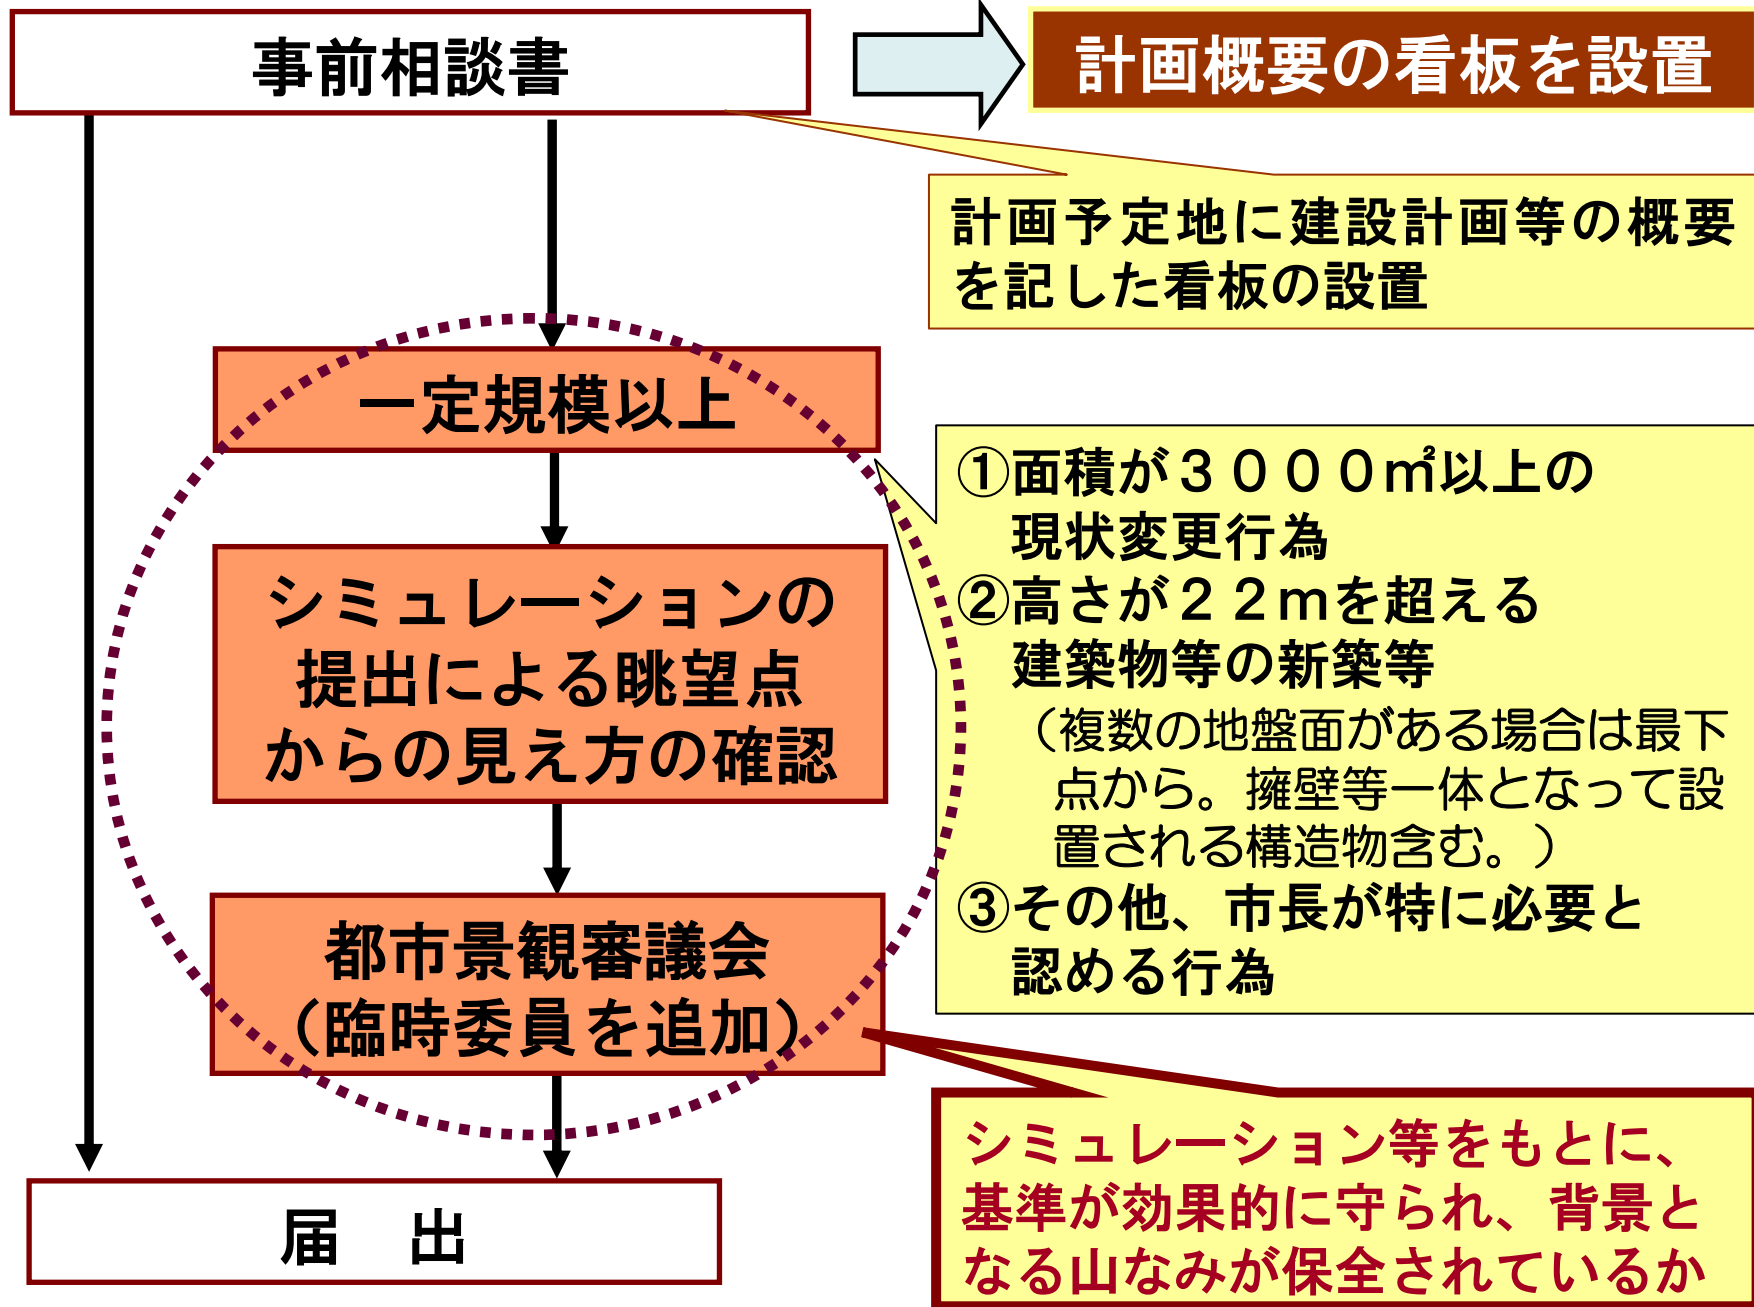 事前相談書
計画概要の看板を設置
計画予定地に建設計画等の概要
を記した看板の設置
一定規模以上
①面積が３０００㎡以上の
現状変更行為
②高さが２２ｍを超える
建築物等の新築等
（複数の地盤面がある場合は最下
点から。擁壁等一体となって設
置される構造物含む。）
③その他、市長が特に必要と
認める行為
シミュレーションの
提出による眺望点
からの見え方の確認
都市景観審議会
（臨時委員を追加）
シミュレーション等をもとに、
基準が効果的に守られ、背景と
なる山なみが保全されているか
届　出